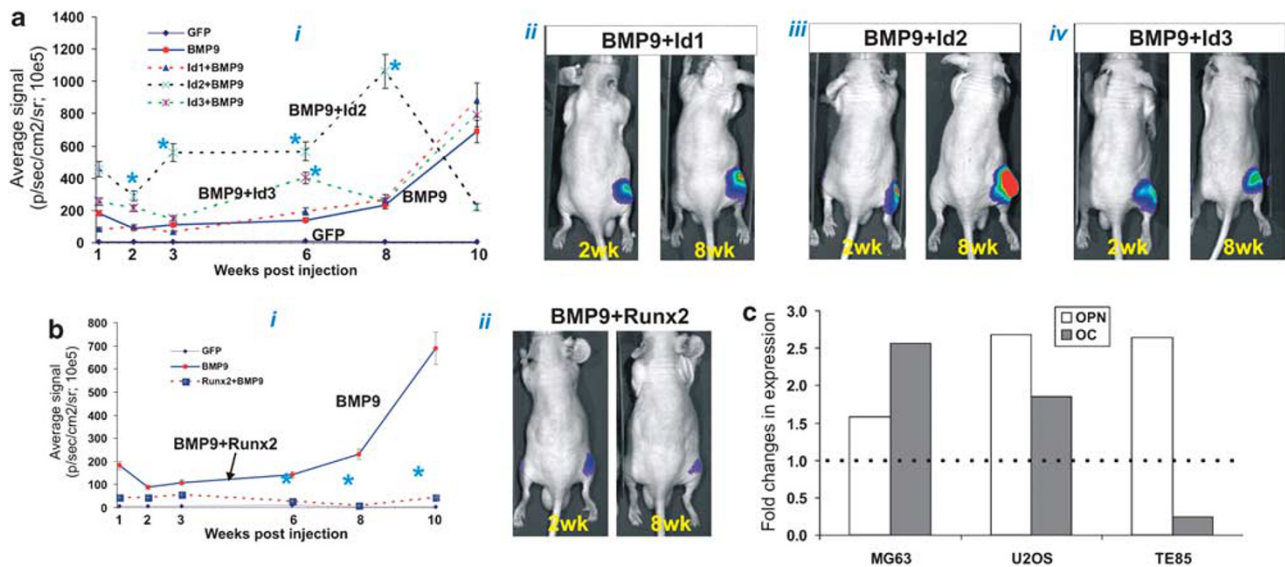 a
i
GFP
BMP9
Id1+BMP9
Id2+BMP9
Id3+BMP9
Average signal
(p/sec/cm2/sr; 10e5)
1400
1200
1000
800
600
400
200
0
*
*
*
*
*
BMP9+Id2
BMP9+Id3
BMP9
GFP
1 2 3 6 8 10
Weeks post injection
ii
BMP9+Id1
2wk 8wk
iii
BMP9+Id2
2wk 8wk
iv
BMP9+Id3
2wk 8wk
b
i
GFP
BMP9
Runx2+BMP9
Average signal
(p/sec/cm2/sr; 10e5)
800
700
600
500
400
300
200
100
0
BMP9
BMP9+Runx2
* * *
1 2 3 6 8 10
Weeks post injection
ii
BMP9+Runx2
2wk 8wk
c
OPN
OC
Fold changes in expression
3.0
2.5
2.0
1.5
1.0
0.5
0.0
MG63 U2OS TE85